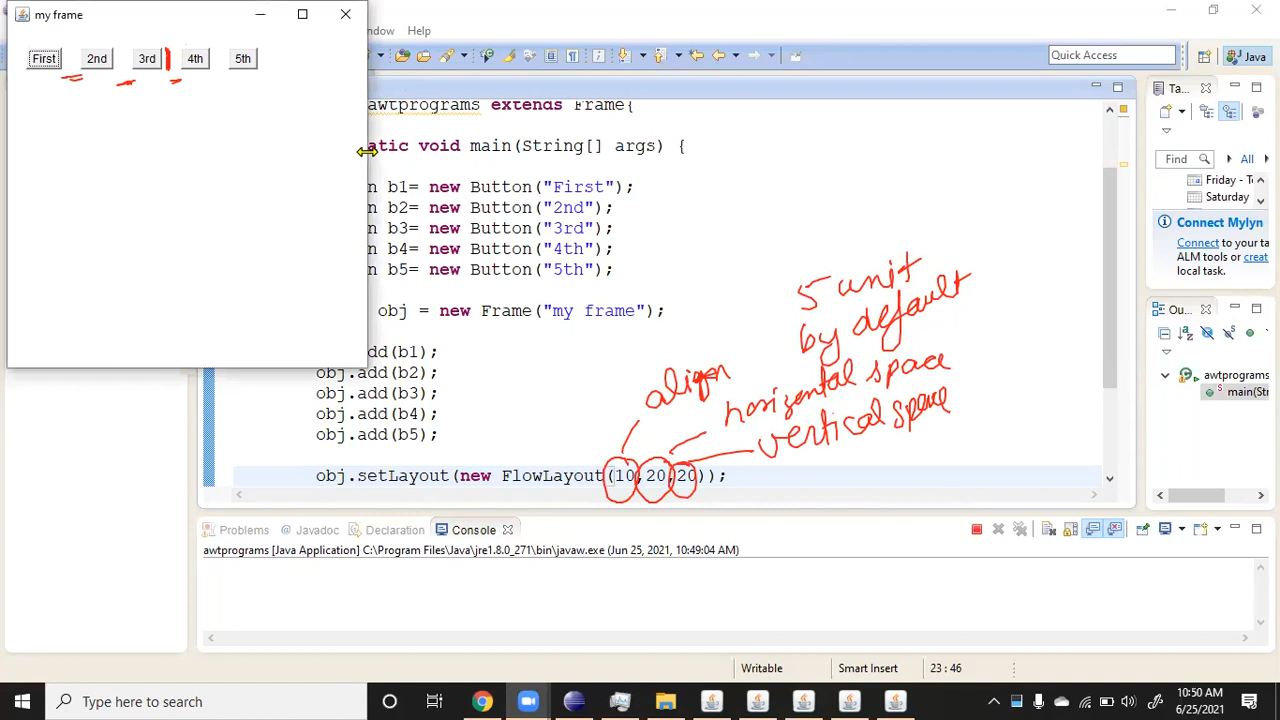 my frame
First 2nd 3rd 4th 5th
ndow Help
Quick Access
Java
awtprograms extends Frame{
atic void main(String[] args) {
n b1= new Button("First");
n b2= new Button("2nd");
n b3= new Button("3rd");
n b4= new Button("4th");
n b5= new Button("5th");
obj = new Frame("my frame");
add(b1);
obj.add(b2);
obj.add(b3);
obj.add(b4);
obj.add(b5);
obj.setLayout(new FlowLayout(10,20,20));
5 unit
by default
align
horizontal space
vertical space
Ta...
Find
All
Friday - T
Saturday
Connect Mylyn
Connect to your ta
ALM tools or creat
local task.
Ou...
awtprograms
main(Str
Problems @ Javadoc Declaration Console
awtprograms [Java Application] C:\Program Files\Java\jre1.8.0_271\bin\javaw.exe (Jun 25, 2021, 10:49:04 AM)
Writable Smart Insert 23 : 46
Type here to search
10:50 AM
6/25/2021